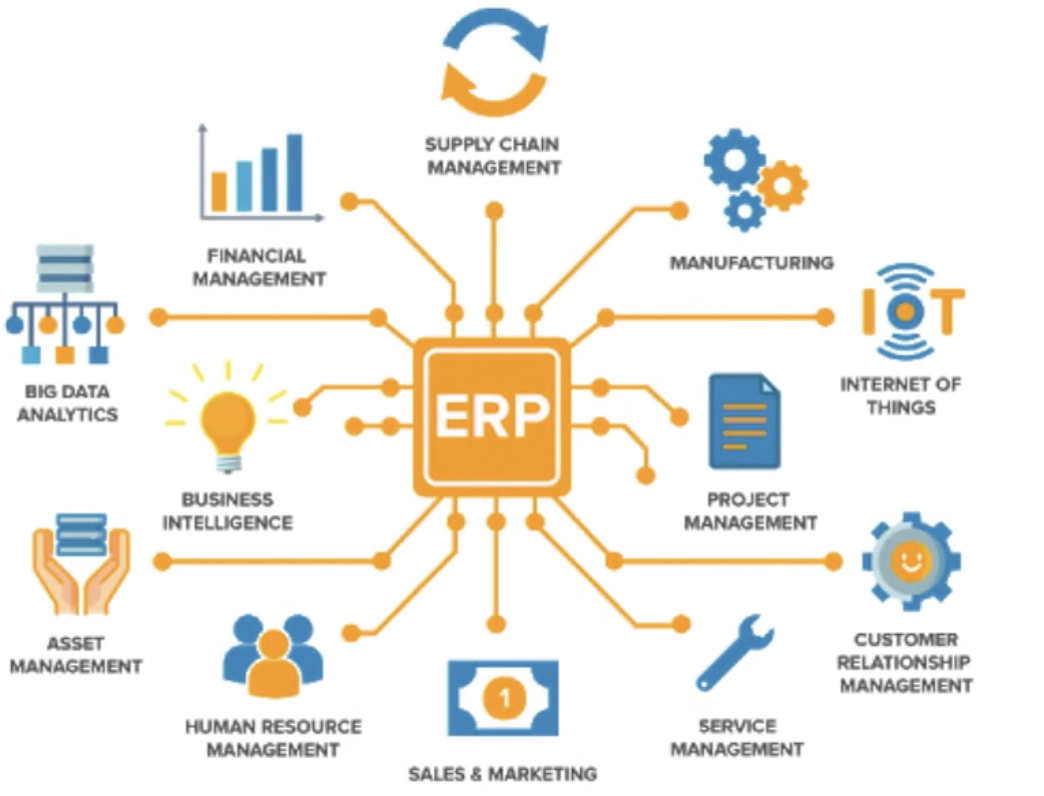 SUPPLY CHAIN
MANAGEMENT
FINANCIAL
MANAGEMENT
MANUFACTURING
BIG DATA
ANALYTICS
IOT
INTERNET OF
THINGS
ERP
BUSINESS
INTELLIGENCE
PROJECT
MANAGEMENT
ASSET
MANAGEMENT
CUSTOMER
RELATIONSHIP
MANAGEMENT
HUMAN RESOURCE
MANAGEMENT
1
SALES & MARKETING
SERVICE
MANAGEMENT